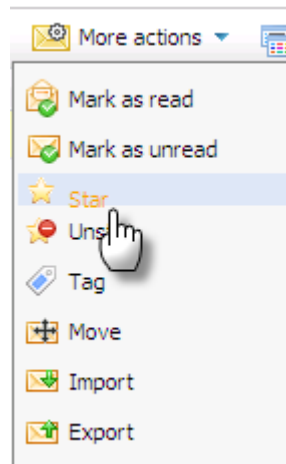 More actions
Mark as read
Mark as unread
Star
Tag
Move
Import
Export